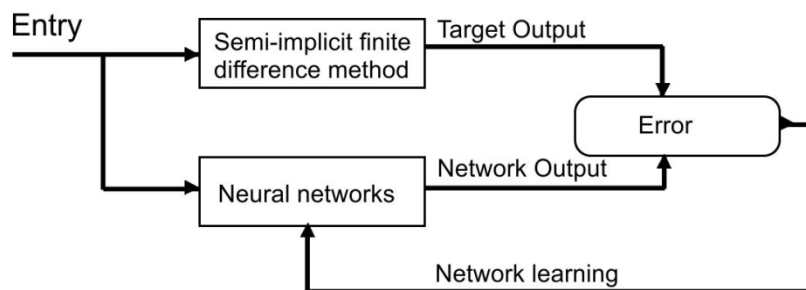 Entry
Semi-implicit finite
difference method
Target Output
Error
Neural networks
Network Output
Network learning